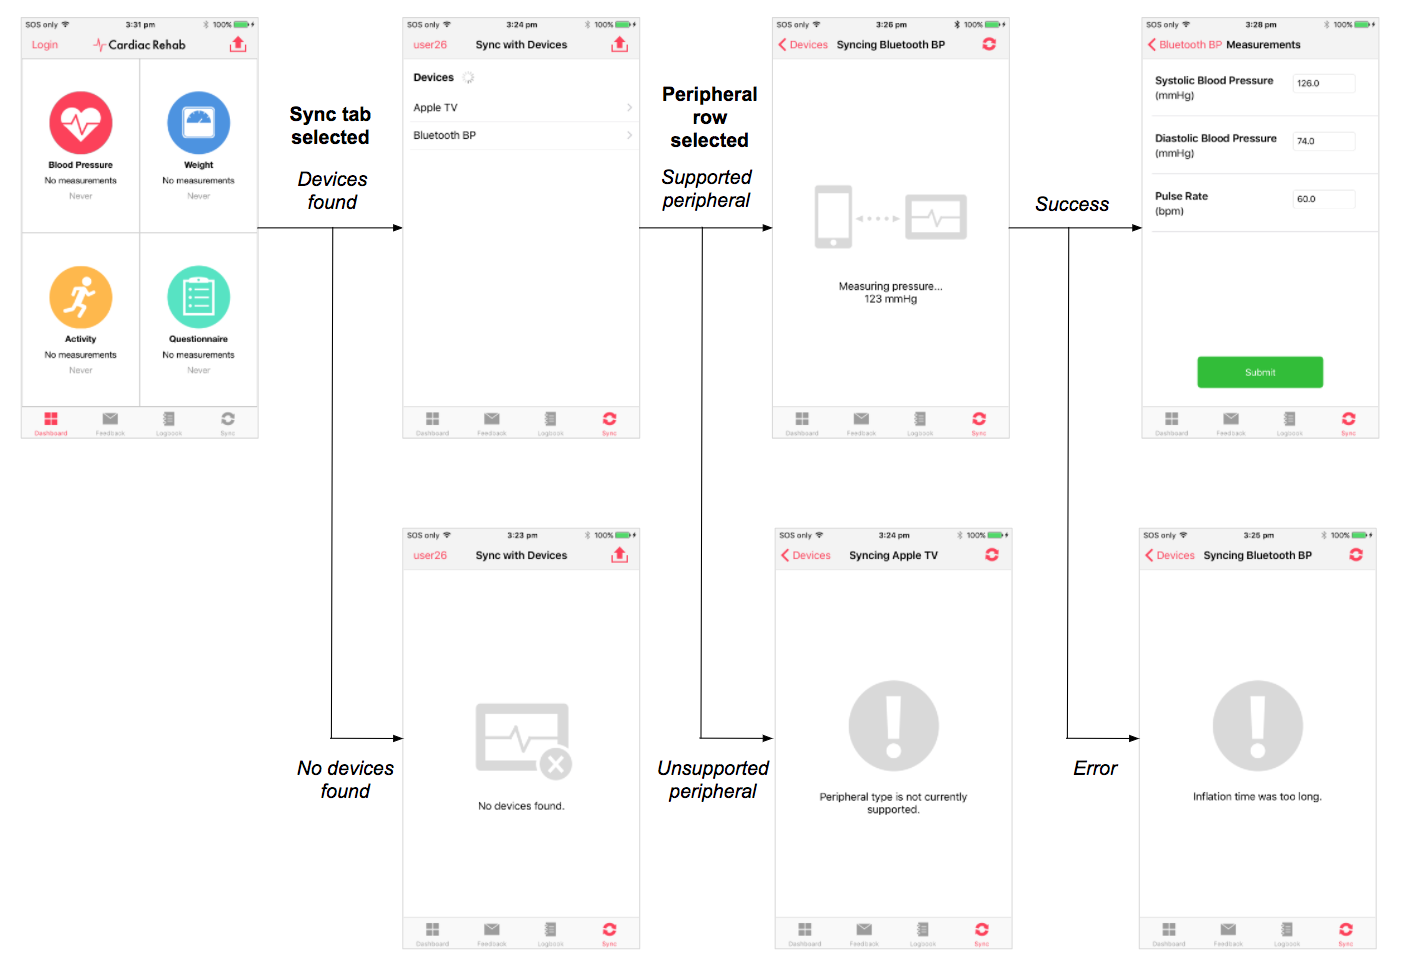 SOS only 3:31 pm 100%
Login Cardiac Rehab
Blood Pressure
No measurements
Never
Weight
No measurements
Never
Activity
No measurements
Never
Questionnaire
No measurements
Never
Dashboard Feedback Logbook Sync
Sync tab
selected
Devices
found
SOS only 3:24 pm 100%
user26 Sync with Devices
Devices
Apple TV
Bluetooth BP
Dashboard Feedback Logbook Sync
Peripheral
row
selected
Supported
peripheral
SOS only 3:26 pm 100%
Devices Syncing Bluetooth BP
Measuring pressure...
123 mmHg
Dashboard Feedback Logbook Sync
Success
SOS only 3:28 pm 100%
Bluetooth BP Measurements
Systolic Blood Pressure 126.0
(mmHg)
Diastolic Blood Pressure 74.0
(mmHg)
Pulse Rate 60.0
(bpm)
Submit
Dashboard Feedback Logbook Sync
No devices
found
SOS only 3:23 pm 100%
user26 Sync with Devices
No devices found.
Dashboard Feedback Logbook Sync
Unsupported
peripheral
SOS only 3:24 pm 100%
Devices Syncing Apple TV
Peripheral type is not currently
supported.
Dashboard Feedback Logbook Sync
Error
SOS only 3:25 pm 100%
Devices Syncing Bluetooth BP
Inflation time was too long.
Dashboard Feedback Logbook Sync